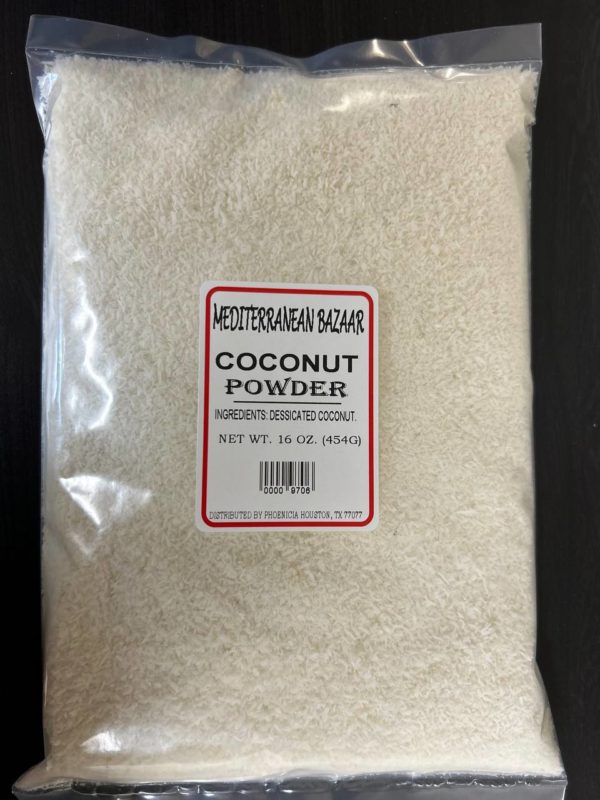 MEDITERRANEAN BAZAAR
COCONUT
POWDER
INGREDIENTS: DESSICATED COCONUT.
NET WT. 16 OZ. (454G)
0000 9706
DISTRIBUTED BY PHOENICIA HOUSTON, TX 77077